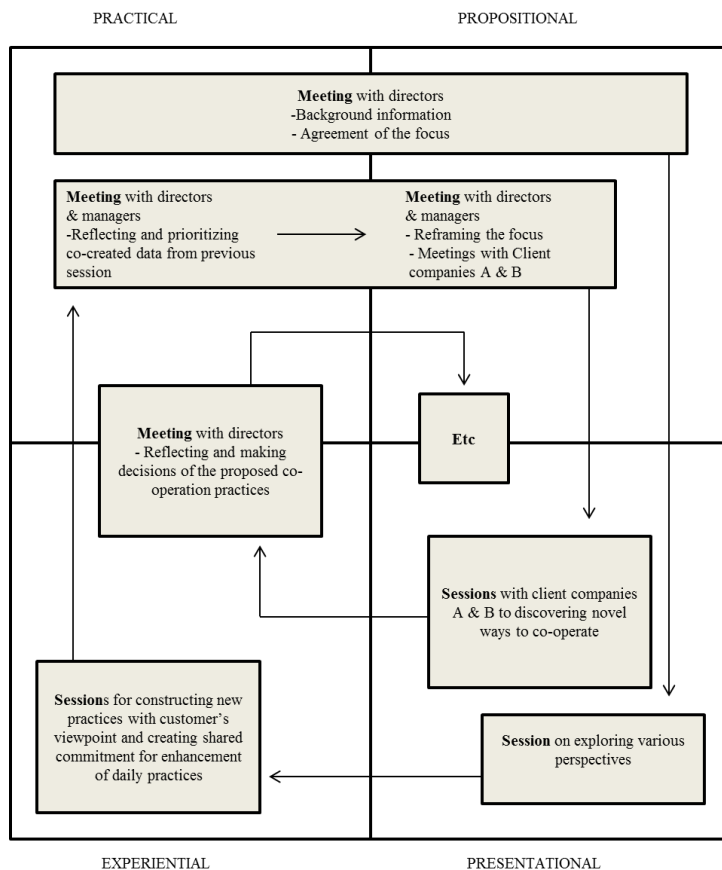 PRACTICAL
PROPOSITIONAL
Meeting with directors
-Background information
- Agreement of the focus
Meeting with directors
& managers
-Reflecting and prioritizing
co-created data from previous
session
Meeting with directors
& managers
- Reframing the focus
- Meetings with Client
companies A & B
Meeting with directors
- Reflecting and making
decisions of the proposed co-
operation practices
Etc
Sessions with client companies
A & B to discovering novel
ways to co-operate
Sessions for constructing new
practices with customer’s
viewpoint and creating shared
commitment for enhancement
of daily practices
Session on exploring various
perspectives
EXPERIENTIAL
PRESENTATIONAL